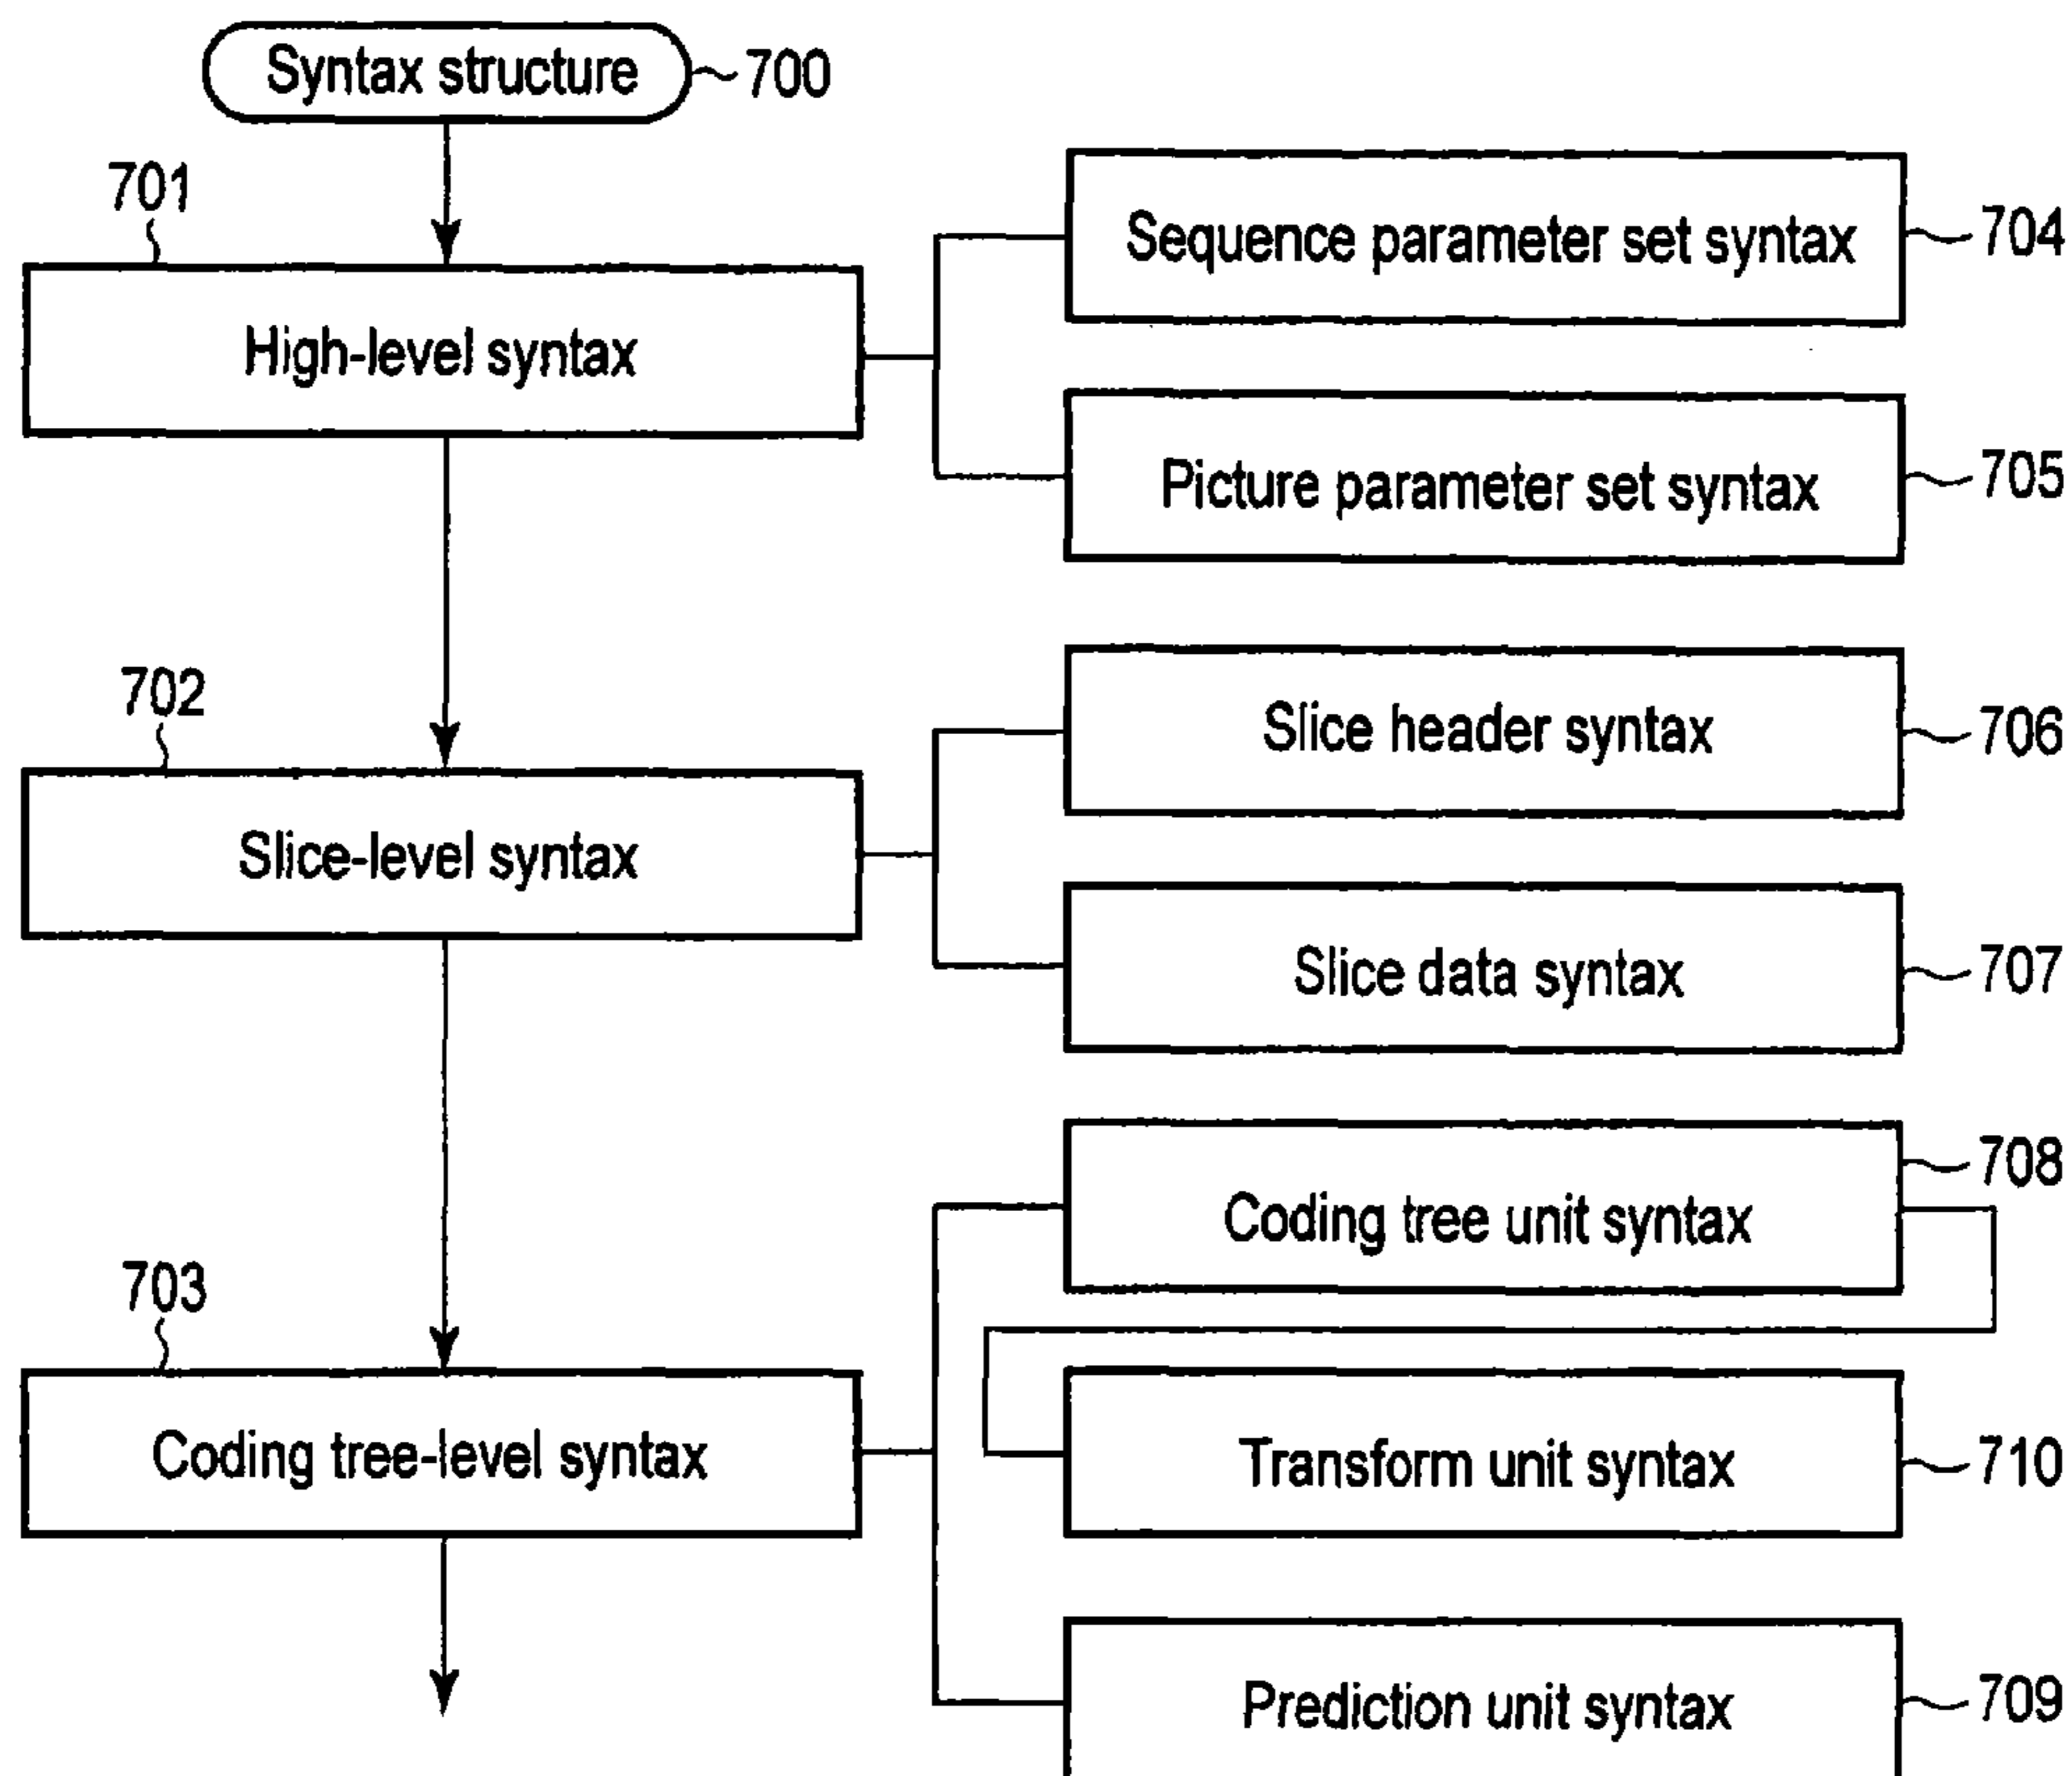 Syntax structure
700
701
High-level syntax
Sequence parameter set syntax
704
Picture parameter set syntax
705
702
Slice-level syntax
Slice header syntax
706
Slice data syntax
707
703
Coding tree-level syntax
Coding tree unit syntax
708
Transform unit syntax
710
Prediction unit syntax
709